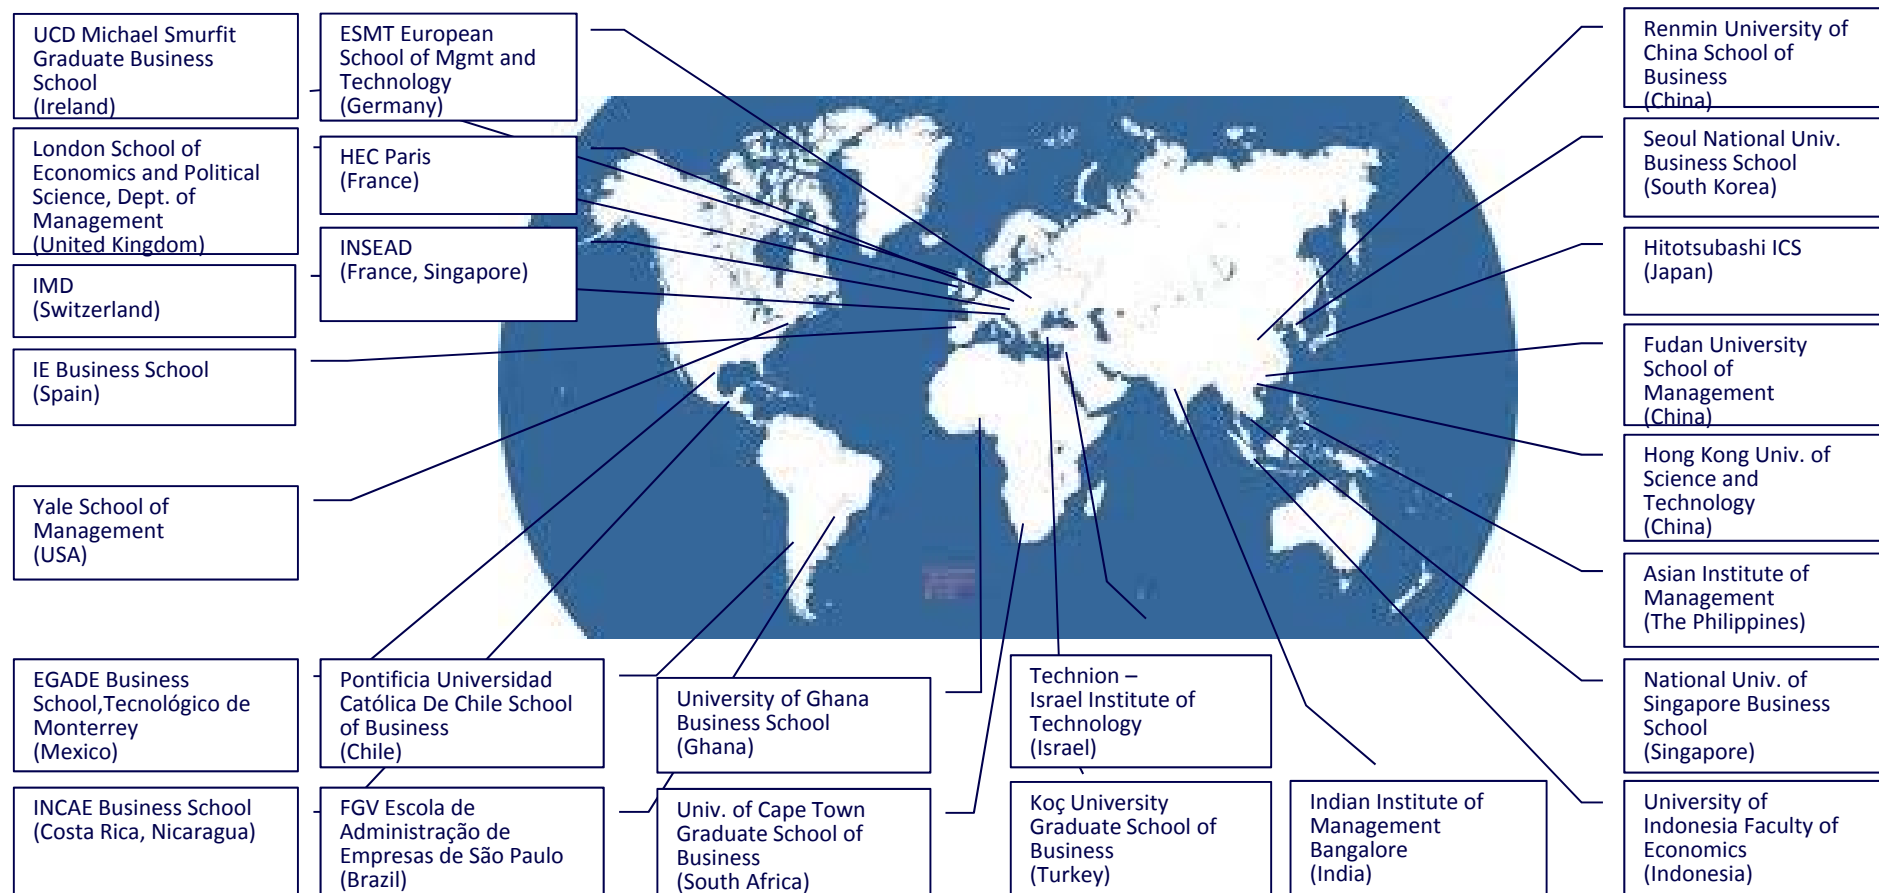 UCD Michael Smurfit
Graduate Business
School
(Ireland)
London School of
Economics and Political
Science, Dept. of
Management
(United Kingdom)
IMD
(Switzerland)
IE Business School
(Spain)
Yale School of
Management
(USA)
EGADE Business
School,Tecnológico de
Monterrey
(Mexico)
INCAE Business School
(Costa Rica, Nicaragua)
ESMT European
School of Mgmt and
Technology
(Germany)
HEC Paris
(France)
INSEAD
(France, Singapore)
Pontificia Universidad
Católica De Chile School
of Business
(Chile)
FGV Escola de
Administração de
Empresas de São Paulo
(Brazil)
University of Ghana
Business School
(Ghana)
Univ. of Cape Town
Graduate School of
Business
(South Africa)
Technion –
Israel Institute of
Technology
(Israel)
Koç University
Graduate School of
Business
(Turkey)
Indian Institute of
Management
Bangalore
(India)
Renmin University of
China School of
Business
(China)
Seoul National Univ.
Business School
(South Korea)
Hitotsubashi ICS
(Japan)
Fudan University
School of
Management
(China)
Hong Kong Univ. of
Science and
Technology
(China)
Asian Institute of
Management
(The Philippines)
National Univ. of
Singapore Business
School
(Singapore)
University of
Indonesia Faculty of
Economics
(Indonesia)